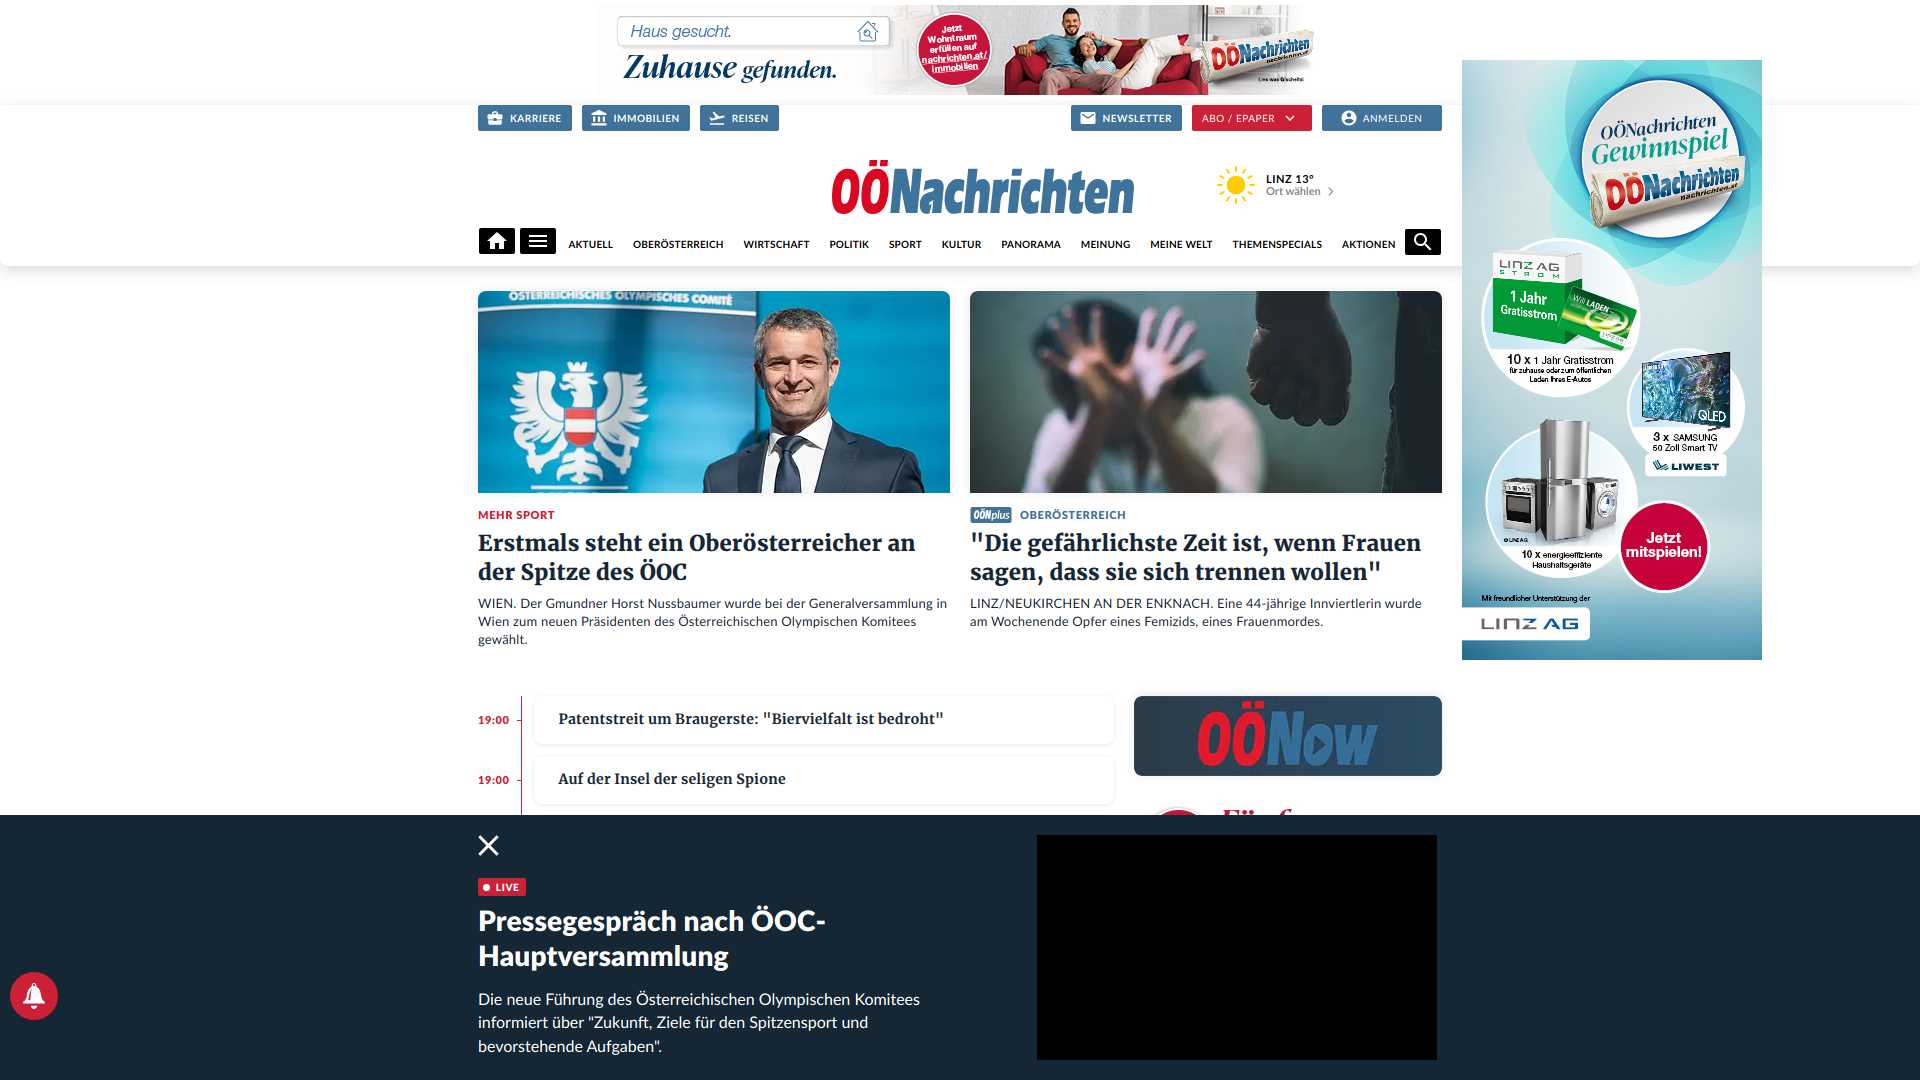 Haus gesucht.
Zuhause gefunden.
Jetzt
Wohntraum
erfüllen auf
nachrichten.at/
immobilien
OÖNachrichten
Lies was Gscheits!
KARRIERE
IMMOBILIEN
REISEN
NEWSLETTER
ABO / EPAPER
ANMELDEN
OÖNachrichten
LINZ 13°
Ort wählen
AKTUELL
OBERÖSTERREICH
WIRTSCHAFT
POLITIK
SPORT
KULTUR
PANORAMA
MEINUNG
MEINE WELT
THEMENSPECIALS
AKTIONEN
OÖNachrichten
Gewinnspiel
OÖNachrichten
nachrichten.at
LINZ AG
STROM
1 Jahr
Gratisstrom
Will LADEN
10 x 1 Jahr Gratisstrom
für zuhause oder zum öffentlichen
Laden Ihres E-Autos
QLED
3 x SAMSUNG
50 Zoll Smart TV
LIWEST
© LINZ AG
10 x energieeffiziente
Haushaltsgeräte
Jetzt
mitspielen!
Mit freundlicher Unterstützung der
LINZ AG
ÖSTERREICHISCHES OLYMPISCHES COMITÉ
MEHR SPORT
Erstmals steht ein Oberösterreicher an
der Spitze des ÖOC
WIEN. Der Gmundner Horst Nussbaumer wurde bei der Generalversammlung in
Wien zum neuen Präsidenten des Österreichischen Olympischen Komitees
gewählt.
OÖNplus OBERÖSTERREICH
"Die gefährlichste Zeit ist, wenn Frauen
sagen, dass sie sich trennen wollen"
LINZ/NEUKIRCHEN AN DER ENKNACH. Eine 44-jährige Innviertlerin wurde
am Wochenende Opfer eines Femizids, eines Frauenmordes.
19:00
Patentstreit um Braugerste: "Biervielfalt ist bedroht"
19:00
Auf der Insel der seligen Spione
OÖNow
LIVE
Pressegespräch nach ÖOC-
Hauptversammlung
Die neue Führung des Österreichischen Olympischen Komitees
informiert über "Zukunft, Ziele für den Spitzensport und
bevorstehende Aufgaben".